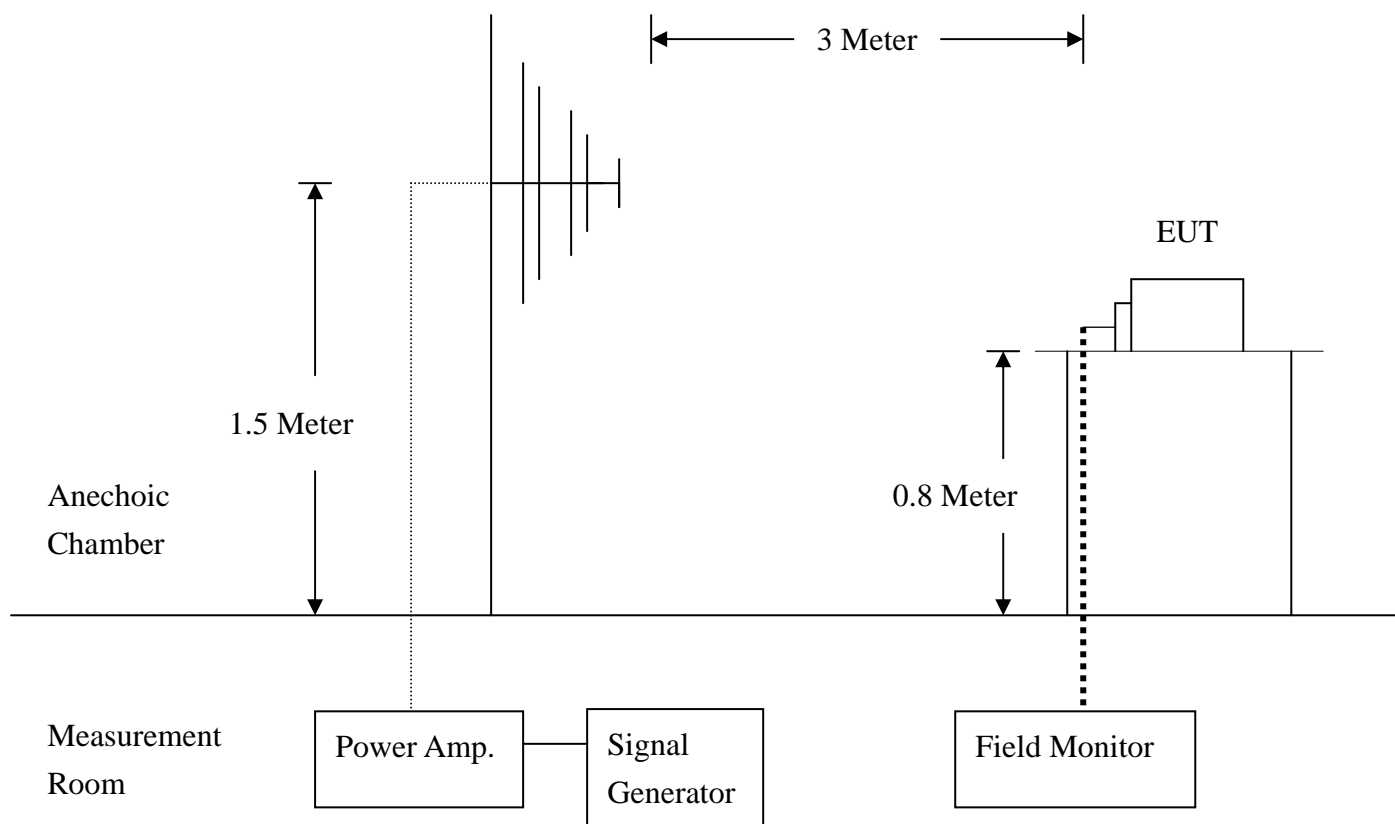 3 Meter
EUT
1.5 Meter
0.8 Meter
Anechoic
Chamber
Measurement
Room
Power Amp.
Signal
Generator
Field Monitor